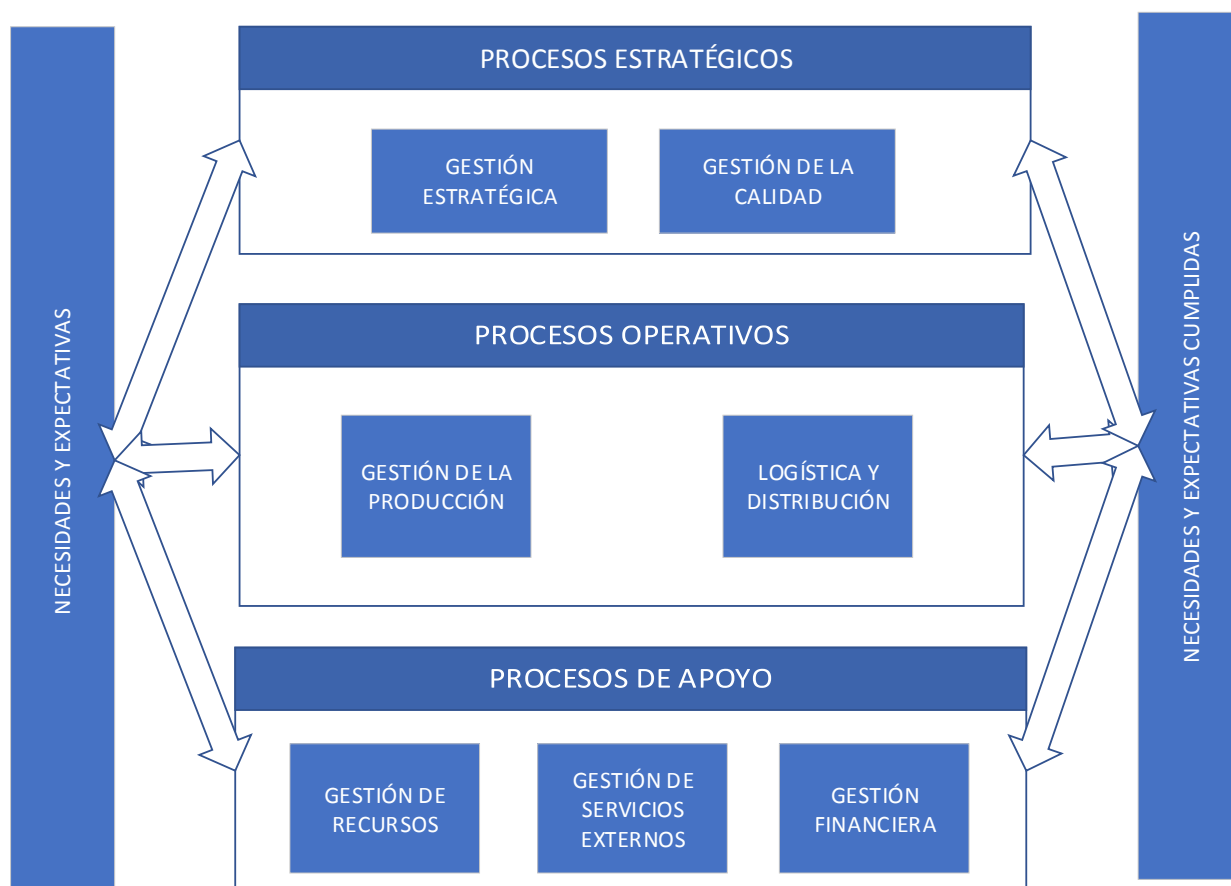 NECESIDADES Y EXPECTATIVAS
PROCESOS ESTRATÉGICOS
GESTIÓN
ESTRATÉGICA
GESTIÓN DE LA
CALIDAD
PROCESOS OPERATIVOS
GESTIÓN DE LA
PRODUCCIÓN
LOGÍSTICA Y
DISTRIBUCIÓN
PROCESOS DE APOYO
GESTIÓN DE
RECURSOS
GESTIÓN DE
SERVICIOS
EXTERNOS
GESTIÓN
FINANCIERA
NECESIDADES Y EXPECTATIVAS CUMPLIDAS